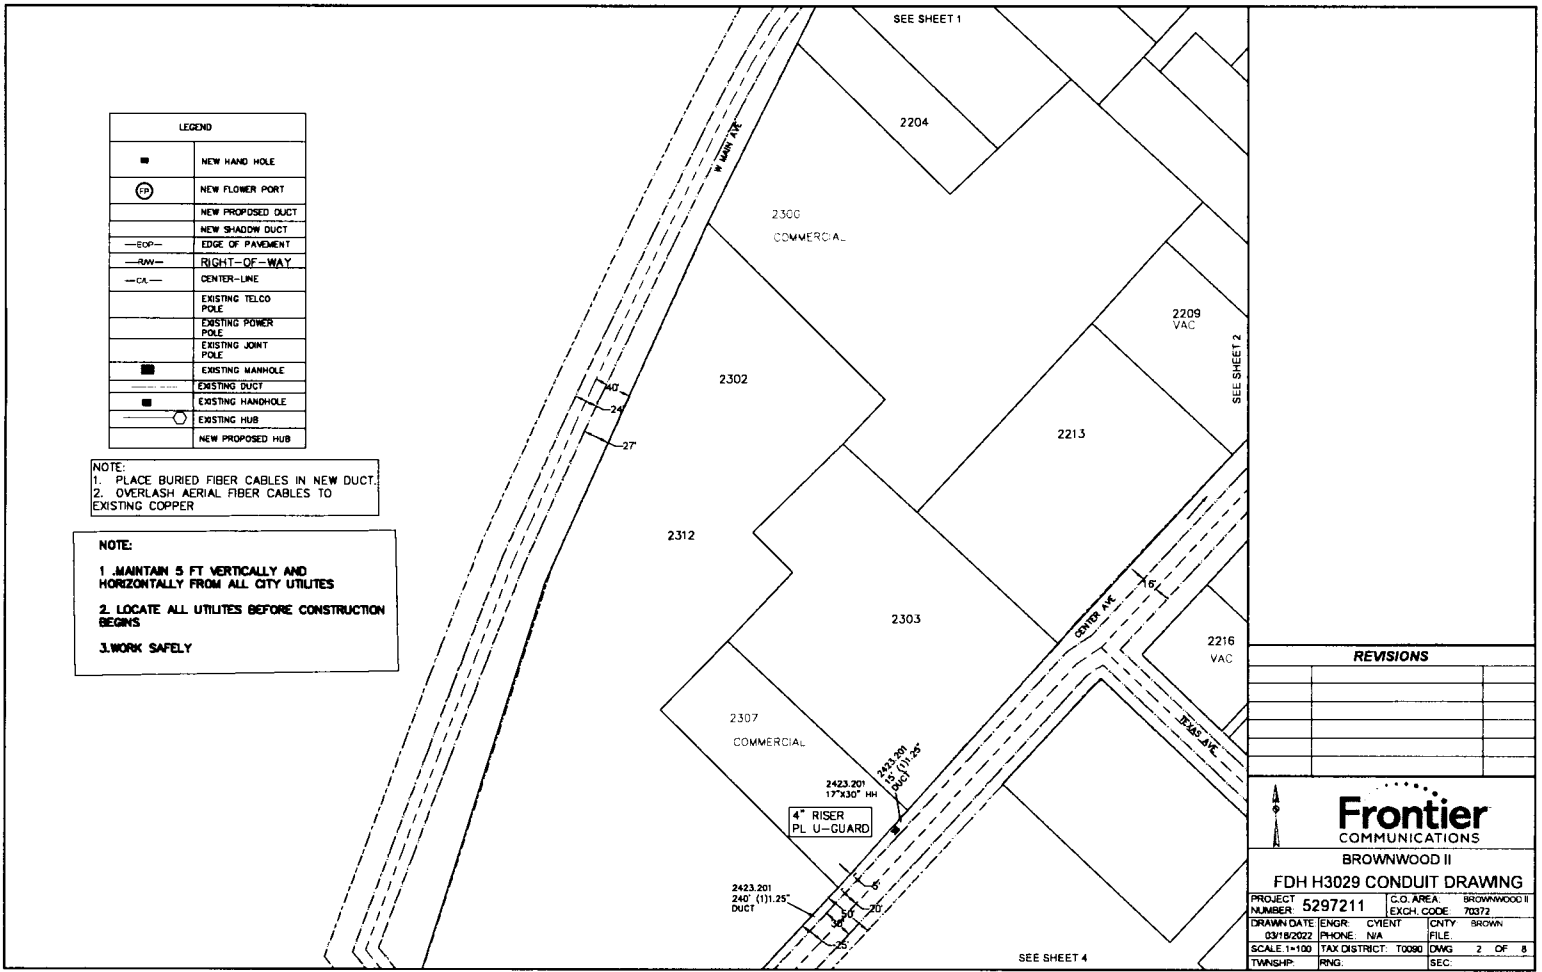 SEE SHEET 1
2204
W MAIN AVE
2300
COMMERCIAL
2209
VAC
SEE SHEET 2
2302
40'
24'
27'
2213
2312
16'
CENTER AVE
2303
2216
VAC
TEXAS AVE
2307
COMMERCIAL
2423.201
15' (1)1.25"
DUCT
2423.201
17"X30" HH
4" RISER
PL U-GUARD
2423.201
240' (1)1.25"
DUCT
20'
50'
25'
SEE SHEET 4
LEGEND
NEW HAND HOLE
FP
NEW FLOWER PORT
NEW PROPOSED DUCT
NEW SHADOW DUCT
EOP
EDGE OF PAVEMENT
R/W
RIGHT-OF-WAY
C/L
CENTER-LINE
EXISTING TELCO
POLE
EXISTING POWER
POLE
EXISTING JOINT
POLE
EXISTING MANHOLE
EXISTING DUCT
EXISTING HANDHOLE
EXISTING HUB
NEW PROPOSED HUB
NOTE:
1. PLACE BURIED FIBER CABLES IN NEW DUCT.
2. OVERLASH AERIAL FIBER CABLES TO
EXISTING COPPER
NOTE:
1 .MAINTAIN 5 FT VERTICALLY AND
HORIZONTALLY FROM ALL CITY UTILITES
2. LOCATE ALL UTILITES BEFORE CONSTRUCTION
BEGINS
3.WORK SAFELY
REVISIONS
Frontier
COMMUNICATIONS
BROWNWOOD II
FDH H3029 CONDUIT DRAWING
PROJECT
NUMBER: 5297211
C.O. AREA: BROWNWOOD II
EXCH. CODE: 70372
DRAWN DATE
03/16/2022
ENGR: CYIENT
PHONE: N/A
CNTY BROWN
FILE.
SCALE.1=100
TAX DISTRICT: T0090
DWG 2 OF 8
TWNSHP:
RNG:
SEC: